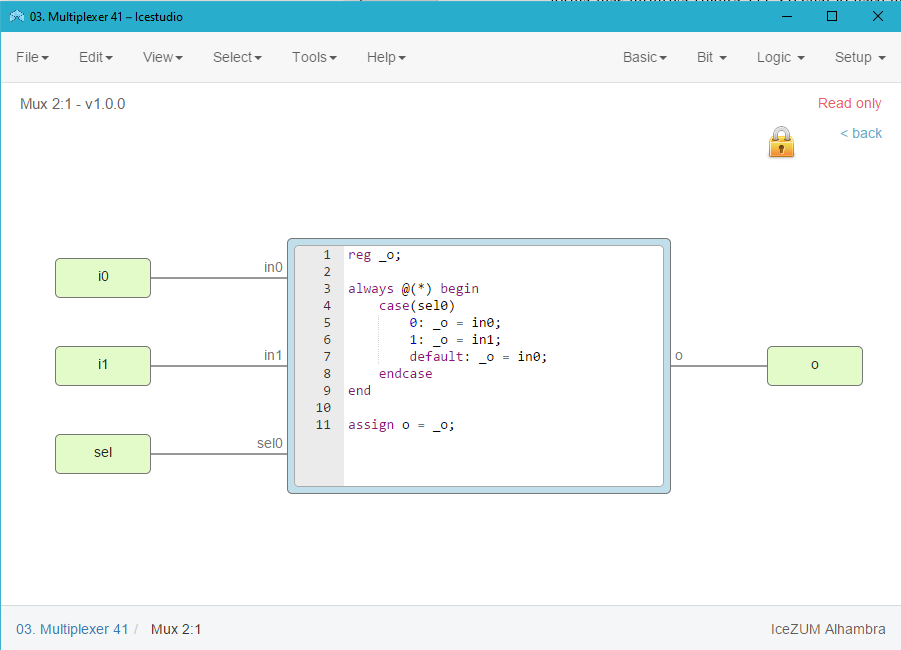 03. Multiplexer 41 – Icestudio
File Edit View Select Tools Help Basic Bit Logic Setup
Mux 2:1 - v1.0.0
Read only
< back
i0
in0
i1
in1
sel
sel0
1 reg _o;
2
3 always @(*) begin
4 case(sel0)
5 0: _o = in0;
6 1: _o = in1;
7 default: _o = in0;
8 endcase
9 end
10
11 assign o = _o;
o
o
03. Multiplexer 41 / Mux 2:1
IceZUM Alhambra